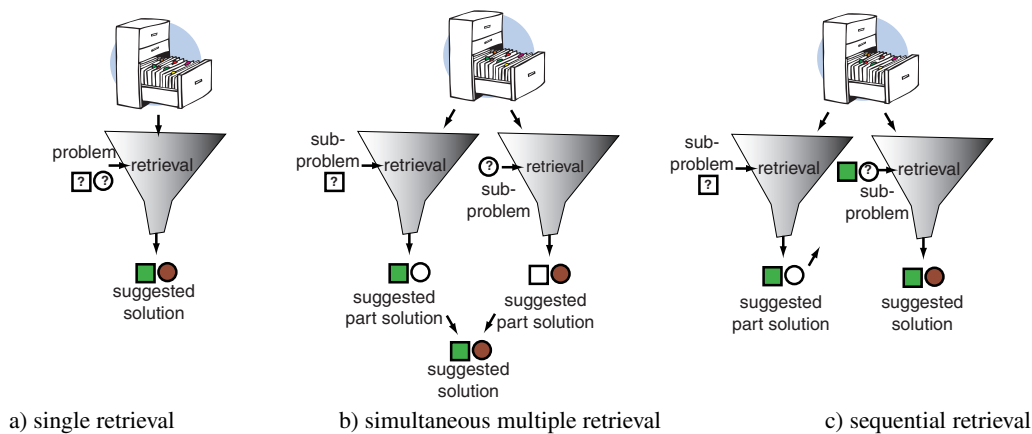 problem
? ?
retrieval
suggested
solution
a) single retrieval
sub-
problem
?
retrieval
suggested
part solution
?
sub-
problem
retrieval
suggested
part solution
suggested
solution
b) simultaneous multiple retrieval
sub-
problem
?
retrieval
suggested
part solution
?
sub-
problem
retrieval
suggested
solution
c) sequential retrieval